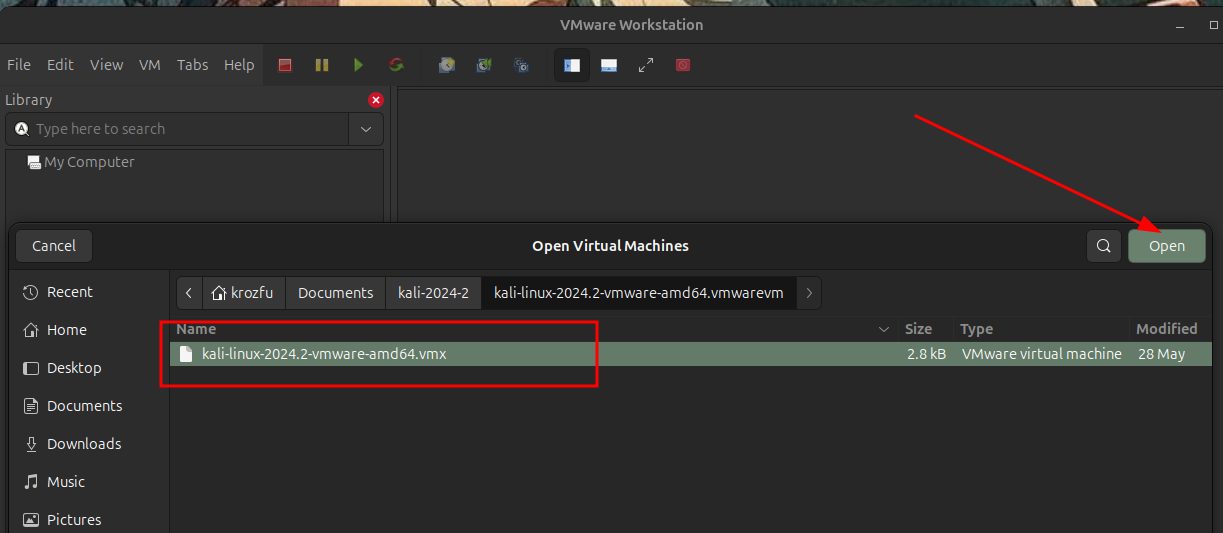 VMware Workstation
File Edit View VM Tabs Help
Library
Type here to search
My Computer
Cancel Open Virtual Machines Open
Recent
Home
Desktop
Documents
Downloads
Music
Pictures
krozfu Documents kali-2024-2 kali-linux-2024.2-vmware-amd64.vmwarevm
Name Size Type Modified
kali-linux-2024.2-vmware-amd64.vmx 2.8 kB VMware virtual machine 28 May